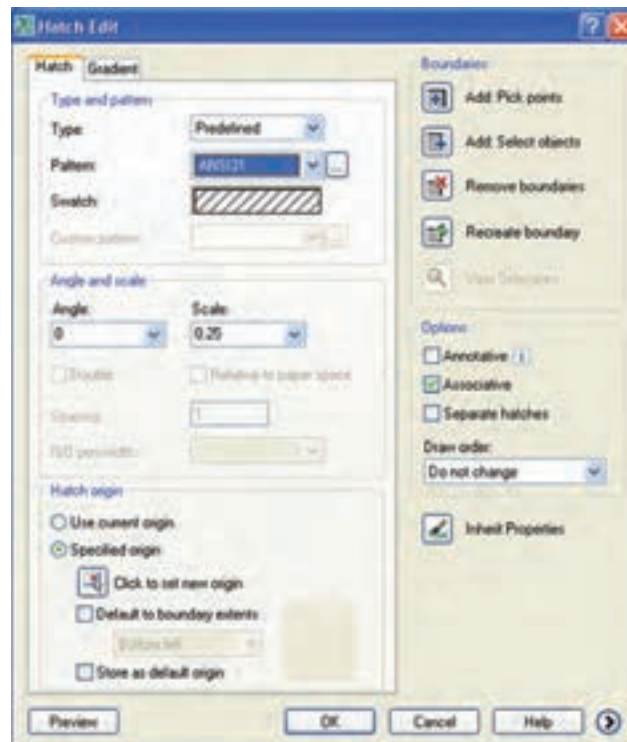 Hatch Edit
Hatch
Gradient
Type and pattern
Type:
Predefined
Pattern:
ANSI31
...
Swatch:
Custom pattern:
Angle and scale
Angle:
Scale:
0
0.25
Double
Relative to paper space
Spacing:
1
ISO pen width:
Hatch origin
Use current origin
Specified origin
Click to set new origin
Default to boundary extents
Bottom left
Store as default origin
Boundaries
Add: Pick points
Add: Select objects
Remove boundaries
Recreate boundary
View Selections
Options
Annotative
Associative
Separate hatches
Draw order:
Do not change
Inherit Properties
Preview
OK
Cancel
Help